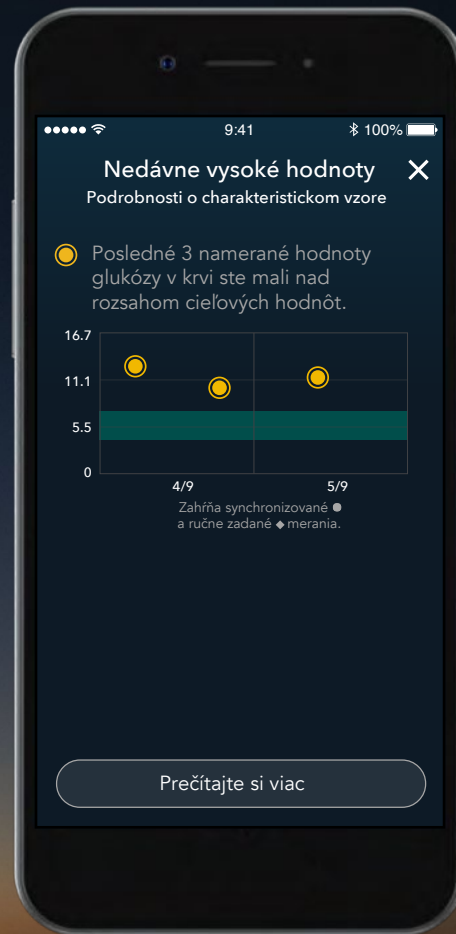 9:41
100%
Nedávne vysoké hodnoty
Podrobnosti o charakteristickom vzore
Posledné 3 namerané hodnoty
glukózy v krvi ste mali nad
rozsahom cieľových hodnôt.
16.7
11.1
5.5
0
4/9 5/9
Zahŕňa synchronizované ●
a ručne zadané ◆ merania.
Prečítajte si viac